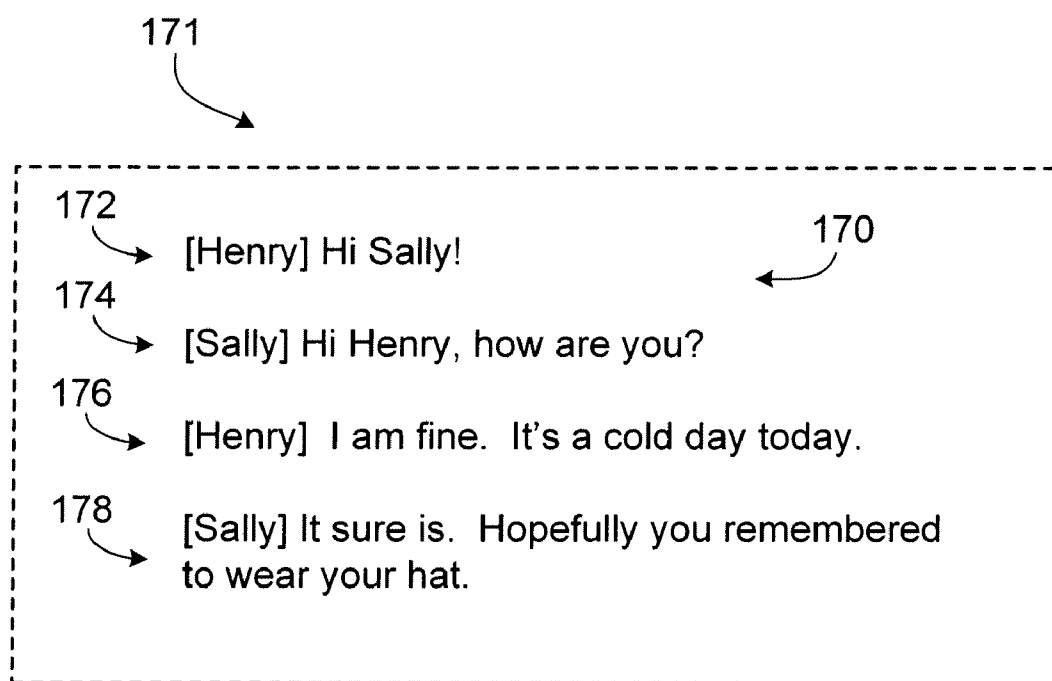 171
172
[Henry] Hi Sally!
170
174
[Sally] Hi Henry, how are you?
176
[Henry]  I am fine.  It's a cold day today.
178
[Sally] It sure is.  Hopefully you remembered
to wear your hat.